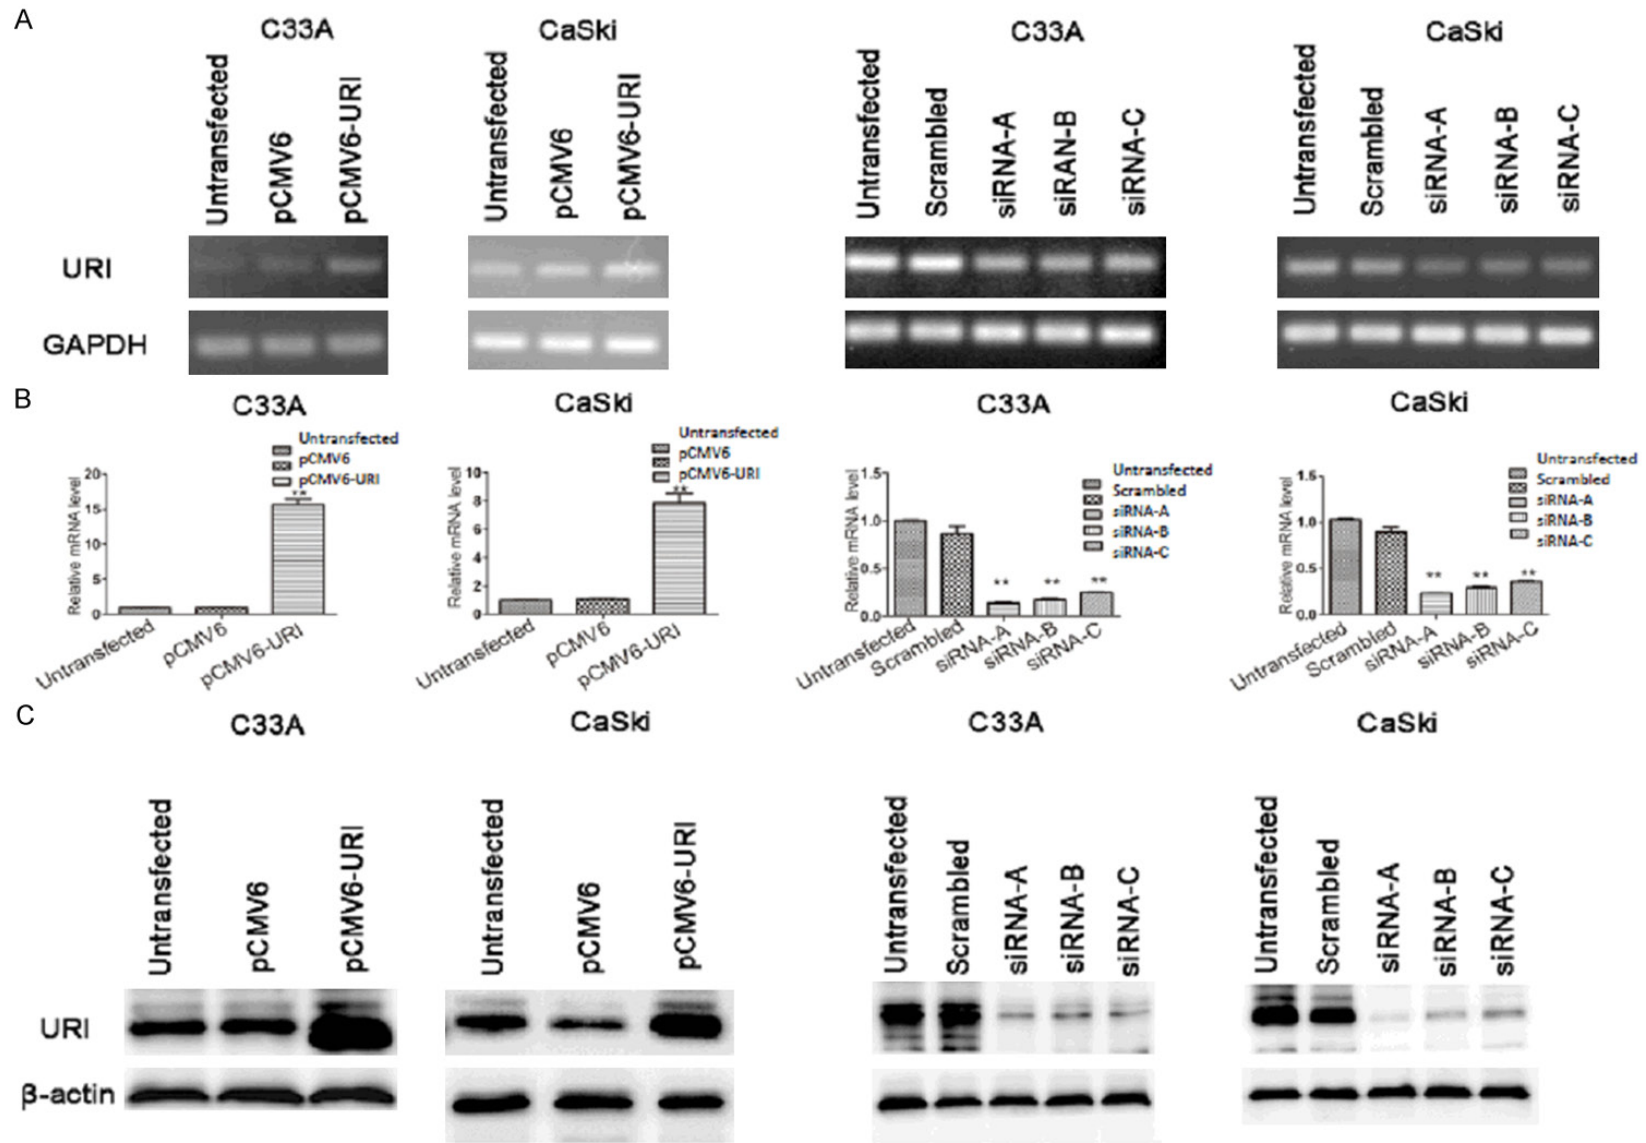 A
C33A
CaSki
C33A
CaSki
Untransfected
pCMV6
pCMV6-URI
Untransfected
pCMV6
pCMV6-URI
Untransfected
Scrambled
siRNA-A
siRAN-B
siRNA-C
Untransfected
Scrambled
siRNA-A
siRNA-B
siRNA-C
URI
GAPDH
B
C33A
CaSki
C33A
CaSki
Relative mRNA level
20
15
10
5
0
Untransfected
pCMV6
pCMV6-URI
**
Untransfected
pCMV6
pCMV6-URI
Relative mRNA level
10
8
6
4
2
0
Untransfected
pCMV6
pCMV6-URI
**
Untransfected
pCMV6
pCMV6-URI
Relative mRNA level
1.5
1.0
0.5
0.0
Untransfected
Scrambled
siRNA-A
siRNA-B
siRNA-C
** ** **
Untransfected
Scrambled
siRNA-A
siRNA-B
siRNA-C
Relative mRNA level
1.5
1.0
0.5
0.0
Untransfected
Scrambled
siRNA-A
siRNA-B
siRNA-C
** ** **
Untransfected
Scrambled
siRNA-A
siRNA-B
siRNA-C
C
C33A
CaSki
C33A
CaSki
Untransfected
pCMV6
pCMV6-URI
Untransfected
pCMV6
pCMV6-URI
Untransfected
Scrambled
siRNA-A
siRNA-B
siRNA-C
Untransfected
Scrambled
siRNA-A
siRNA-B
siRNA-C
URI
β-actin